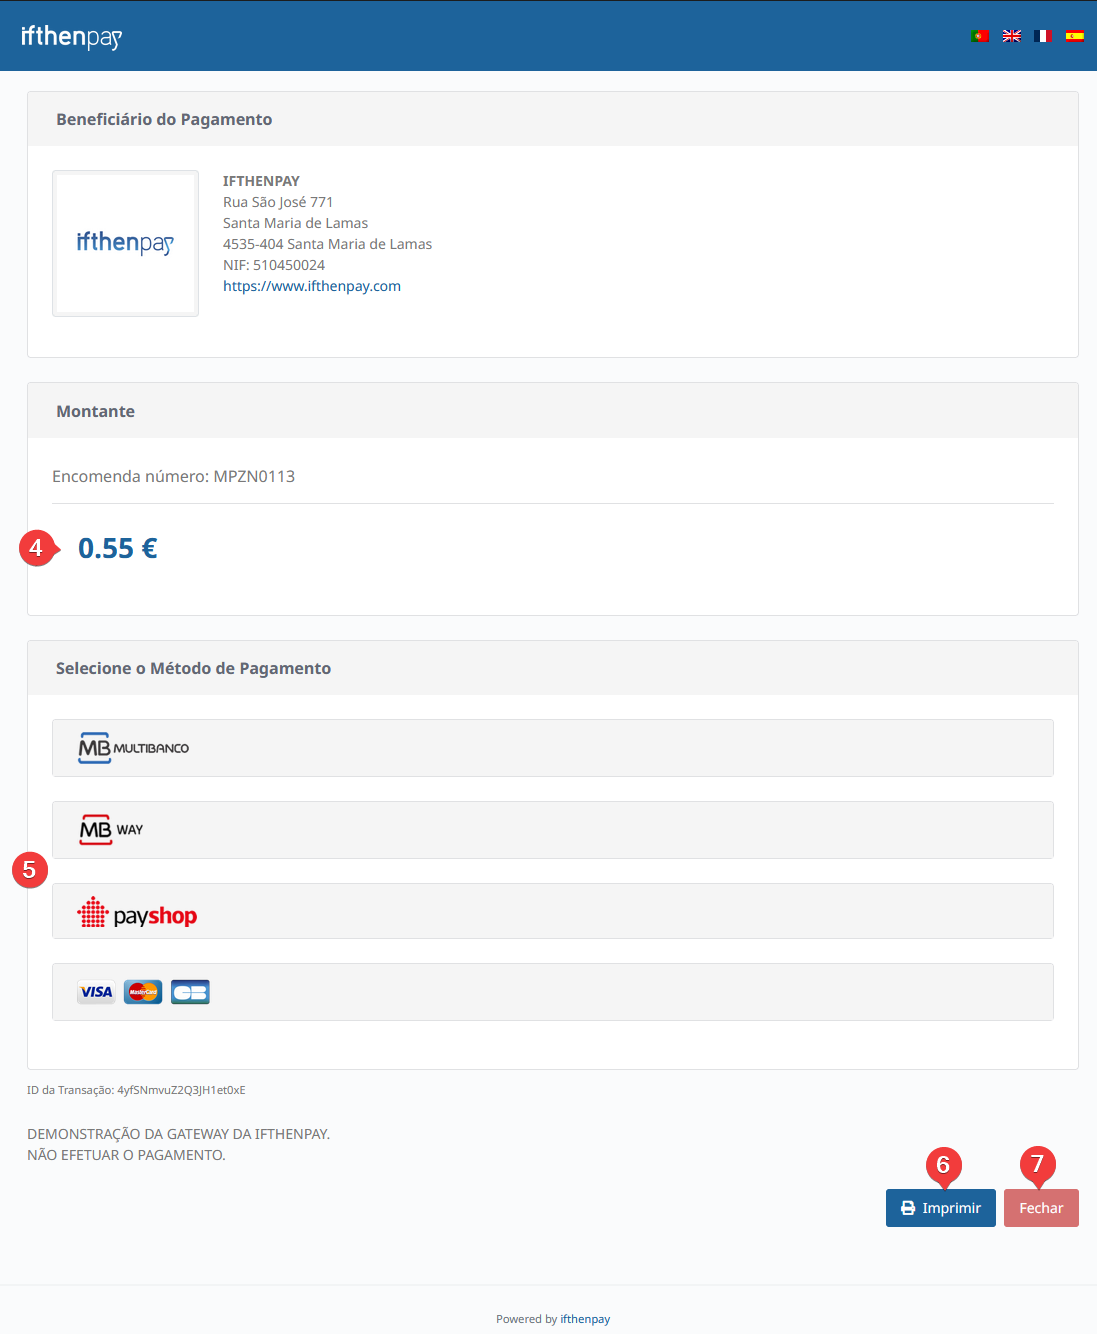 ifthenpay
Beneficiário do Pagamento
ifthenpay
IFTHENPAY
Rua São José 771
Santa Maria de Lamas
4535-404 Santa Maria de Lamas
NIF: 510450024
https://www.ifthenpay.com
Montante
Encomenda número: MPZN0113
4
0.55 €
Selecione o Método de Pagamento
MB MULTIBANCO
MB WAY
5
payshop
VISA MasterCard CB
ID da Transação: 4yfSNmvuZ2Q3JH1et0xE
DEMONSTRAÇÃO DA GATEWAY DA IFTHENPAY.
NÃO EFETUAR O PAGAMENTO.
6 7
Imprimir Fechar
Powered by ifthenpay